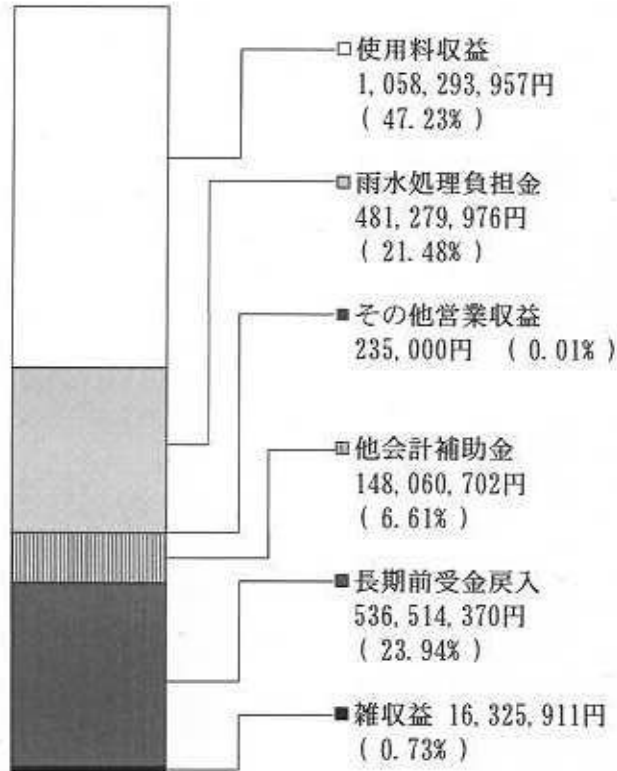 使用料収益
1,058,293,957円
( 47.23% )
雨水処理負担金
481,279,976円
( 21.48% )
その他営業収益
235,000円 ( 0.01% )
他会計補助金
148,060,702円
( 6.61% )
長期前受金戻入
536,514,370円
( 23.94% )
雑収益 16,325,911円
( 0.73% )